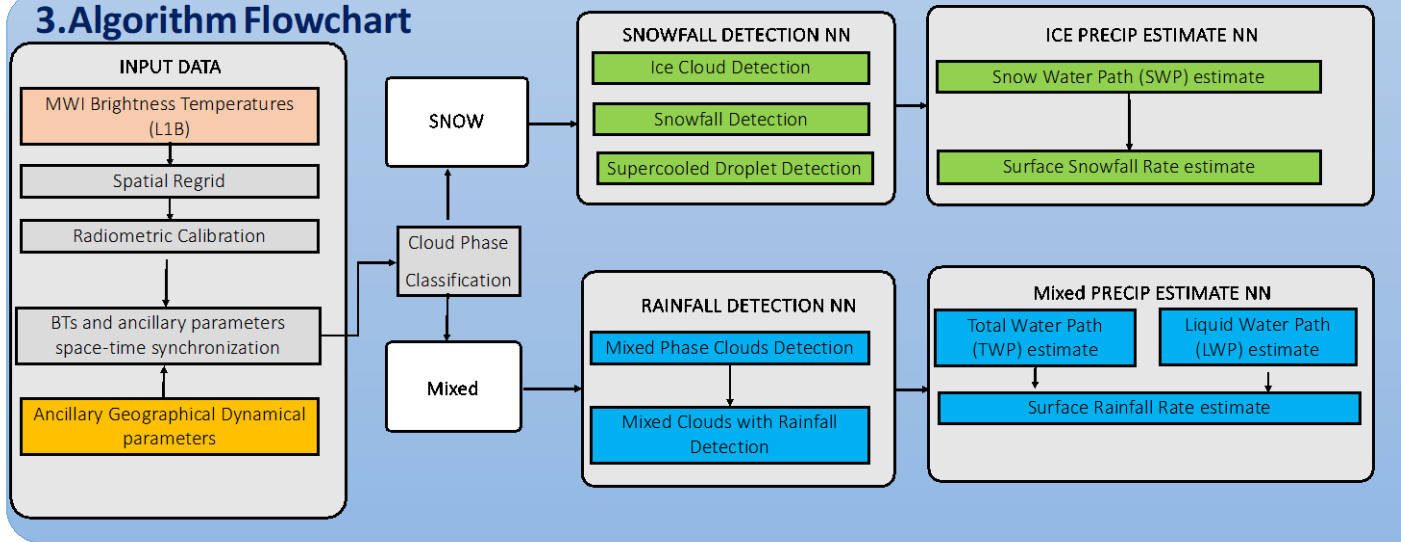 3.Algorithm Flowchart
INPUT DATA
MWI Brightness Temperatures
(L1B)
Spatial Regrid
Radiometric Calibration
BTs and ancillary parameters
space-time synchronization
Ancillary Geographical Dynamical
parameters
SNOW
Cloud Phase
Classification
Mixed
SNOWFALL DETECTION NN
Ice Cloud Detection
Snowfall Detection
Supercooled Droplet Detection
ICE PRECIP ESTIMATE NN
Snow Water Path (SWP) estimate
Surface Snowfall Rate estimate
RAINFALL DETECTION NN
Mixed Phase Clouds Detection
Mixed Clouds with Rainfall
Detection
Mixed PRECIP ESTIMATE NN
Total Water Path
(TWP) estimate
Liquid Water Path
(LWP) estimate
Surface Rainfall Rate estimate